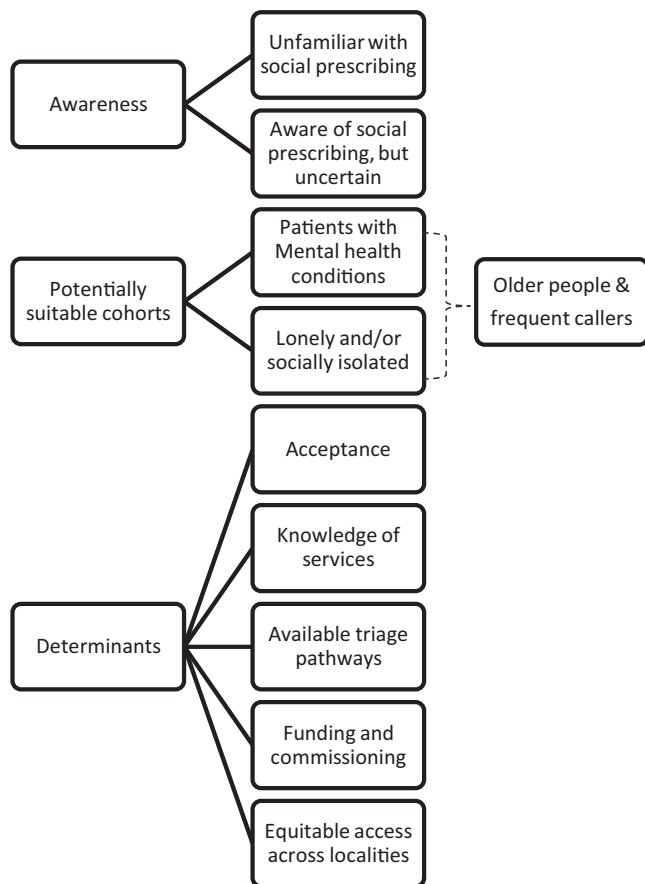 Awareness
Unfamiliar with
social prescribing
Aware of social
prescribing, but
uncertain
Potentially
suitable cohorts
Patients with
Mental health
conditions
Lonely and/or
socially isolated
Older people &
frequent callers
Determinants
Acceptance
Knowledge of
services
Available triage
pathways
Funding and
commissioning
Equitable access
across localities